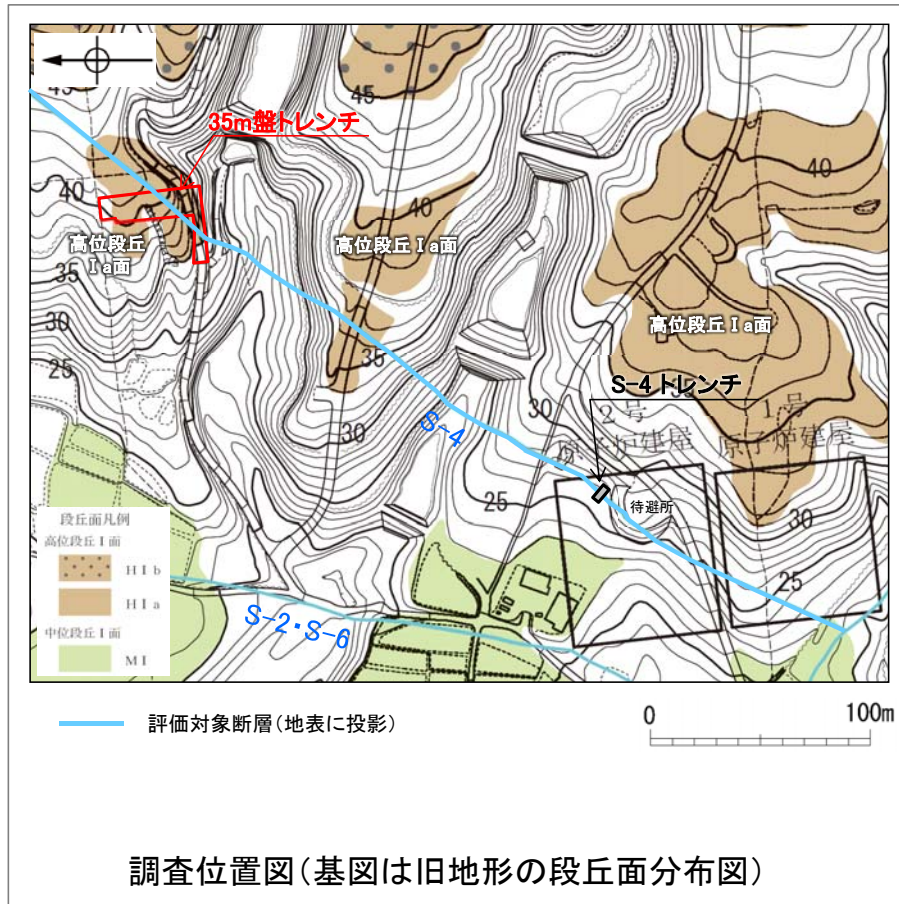 45
45
35m盤トレンチ
40
高位段丘
Ⅰa面
40
高位段丘Ⅰa面
40
高位段丘Ⅰa面
35
30
25
35
35
S-4トレンチ
2号
1号
原子炉建屋
原子炉建屋
30
S-4
30
25
待避所
30
25
段丘面凡例
高位段丘Ⅰ面
HⅠb
HⅠa
中位段丘Ⅰ面
MⅠ
S-2・S-6
評価対象断層(地表に投影)
0 100m
調査位置図(基図は旧地形の段丘面分布図)